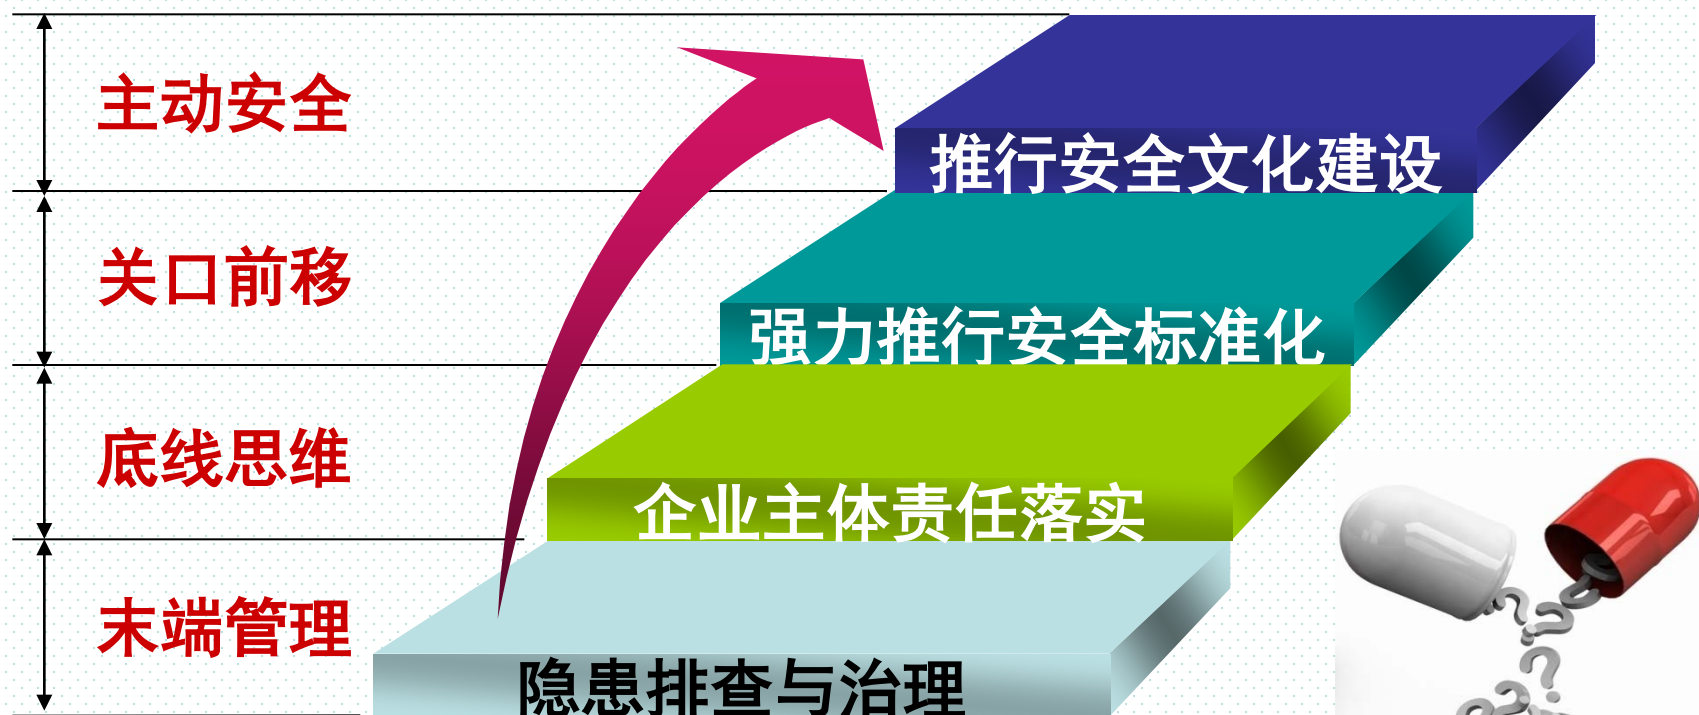 主动安全
推行安全文化建设
关口前移
强力推行安全标准化
底线思维
企业主体责任落实
末端管理
隐患排查与治理